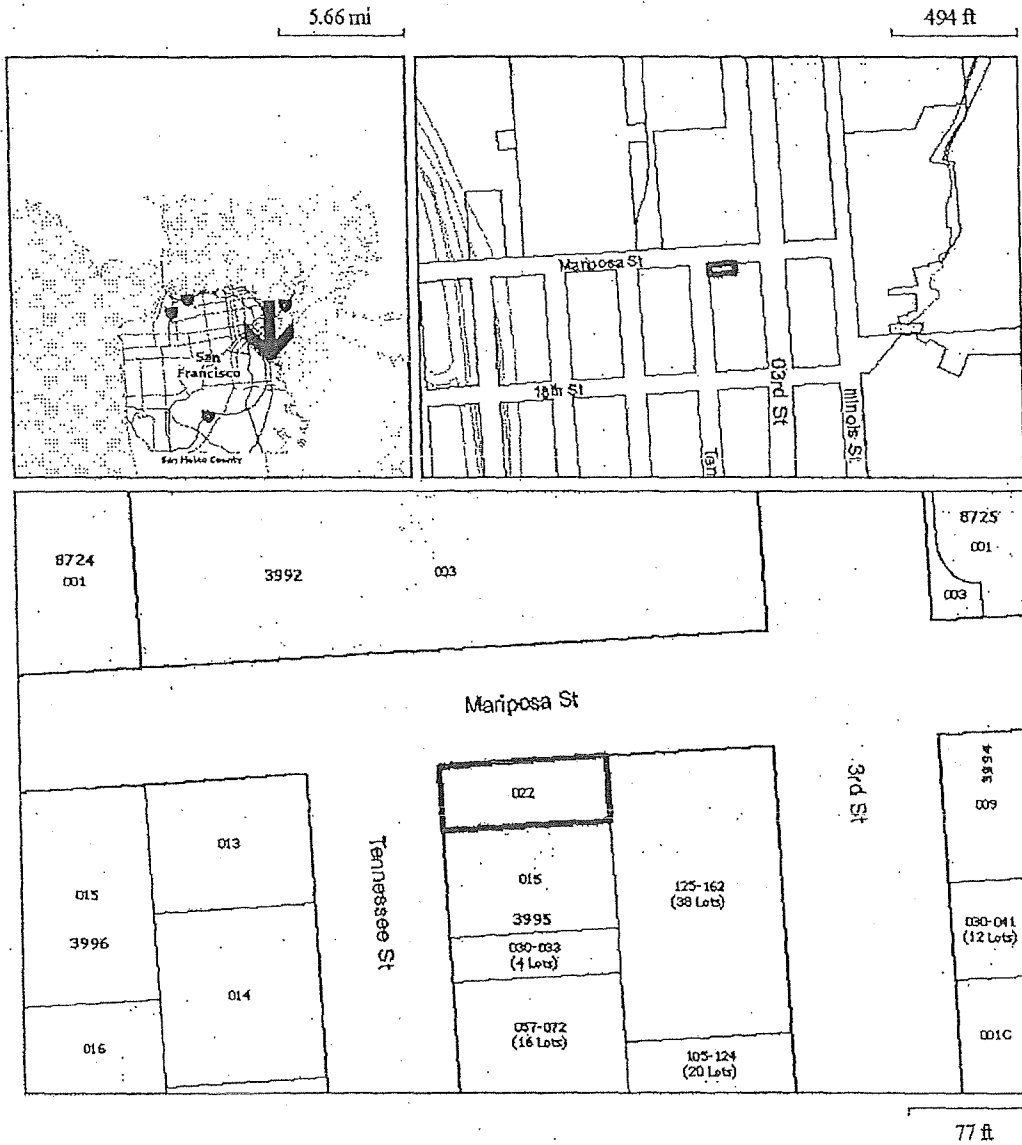 5.66 mi
494 ft
San
Francisco
San Mateo County
Mariposa St
18th St
03rd St
Illinois St.
Ten
8724
001
3992
003
8725
001
003
Mariposa St
022
3rd St
3994
009
013
015
Tennessee St
3996
015
3995
125-162
(38 Lots)
030-033
(4 Lots)
030-041
(12 Lots)
014
016
057-072
(16 Lots)
105-124
(20 Lots)
001C
77 ft